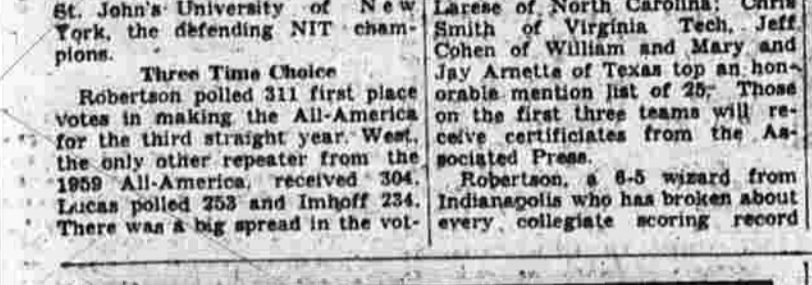 St. John's University of New
York, the defending NIT cham-
pions.
Three Time Choice
Robertson polled 311 first place
votes in making the All-America
for the third straight year. West,
the only other repeater from the
1959 All-America, received 304.
Lucas polled 253 and Imhoff 234.
There was a big spread in the vot-
Larese of North Carolina; Chris
Smith of Virginia Tech, Jeff
Cohen of William and Mary and
Jay Arnette of Texas top an hon-
orable mention list of 25. Those
on the first three teams will re-
ceive certificiates from the As-
sociated Press.
Robertson, a 6-5 wizard from
Indianapolis who has broken about
every collegiate scoring record